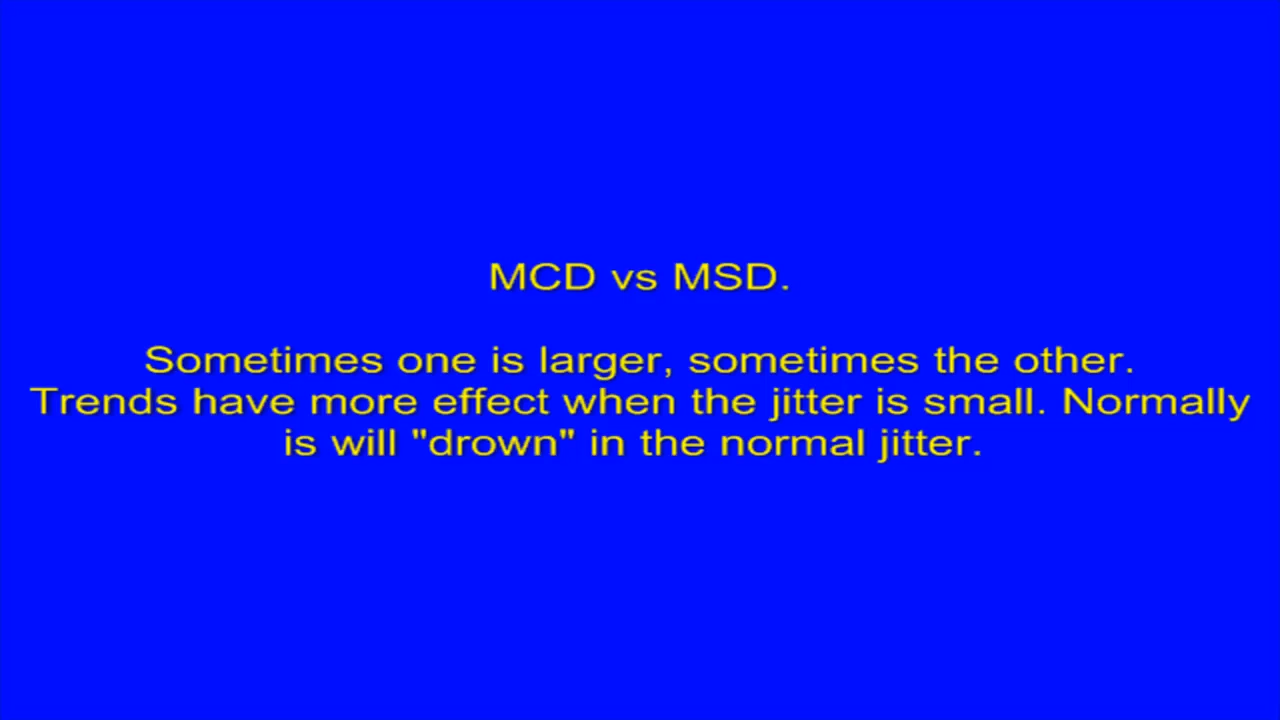 MCD vs MSD.
Sometimes one is larger, sometimes the other.
Trends have more effect when the jitter is small. Normally
is will "drown" in the normal jitter.